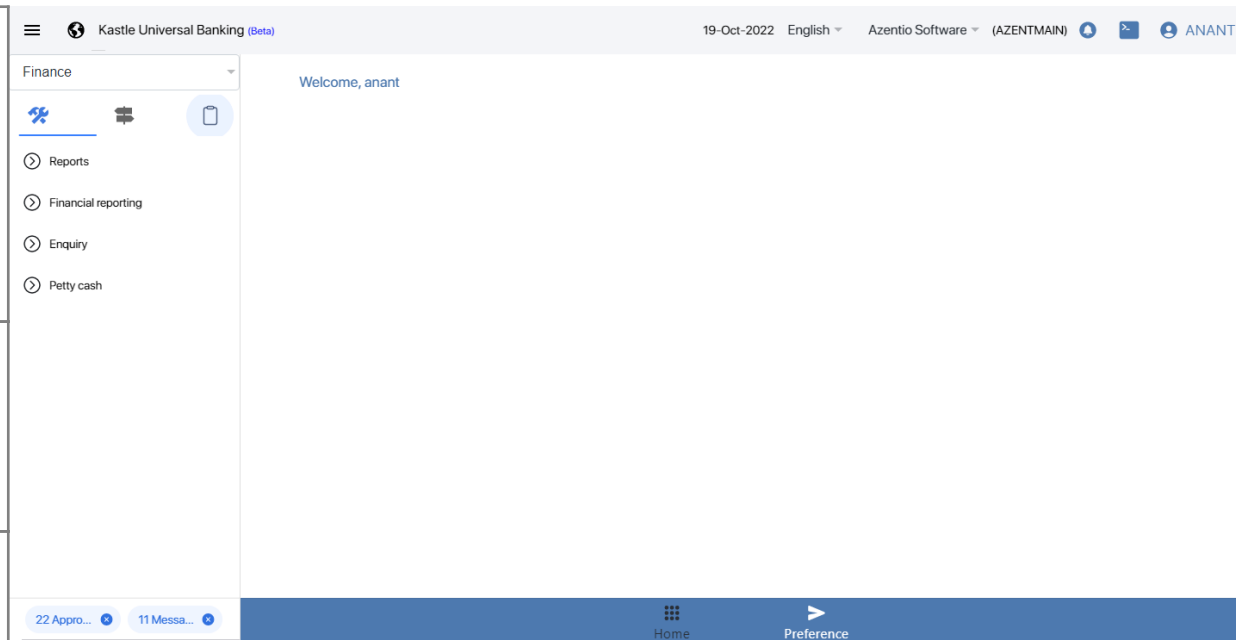 Kastle Universal Banking (Beta) 19-Oct-2022 English Azentio Software (AZENTMAIN) ANANT
Finance
Welcome, anant
Reports
Financial reporting
Enquiry
Petty cash
22 Appro... 11 Messa...
Home Preference